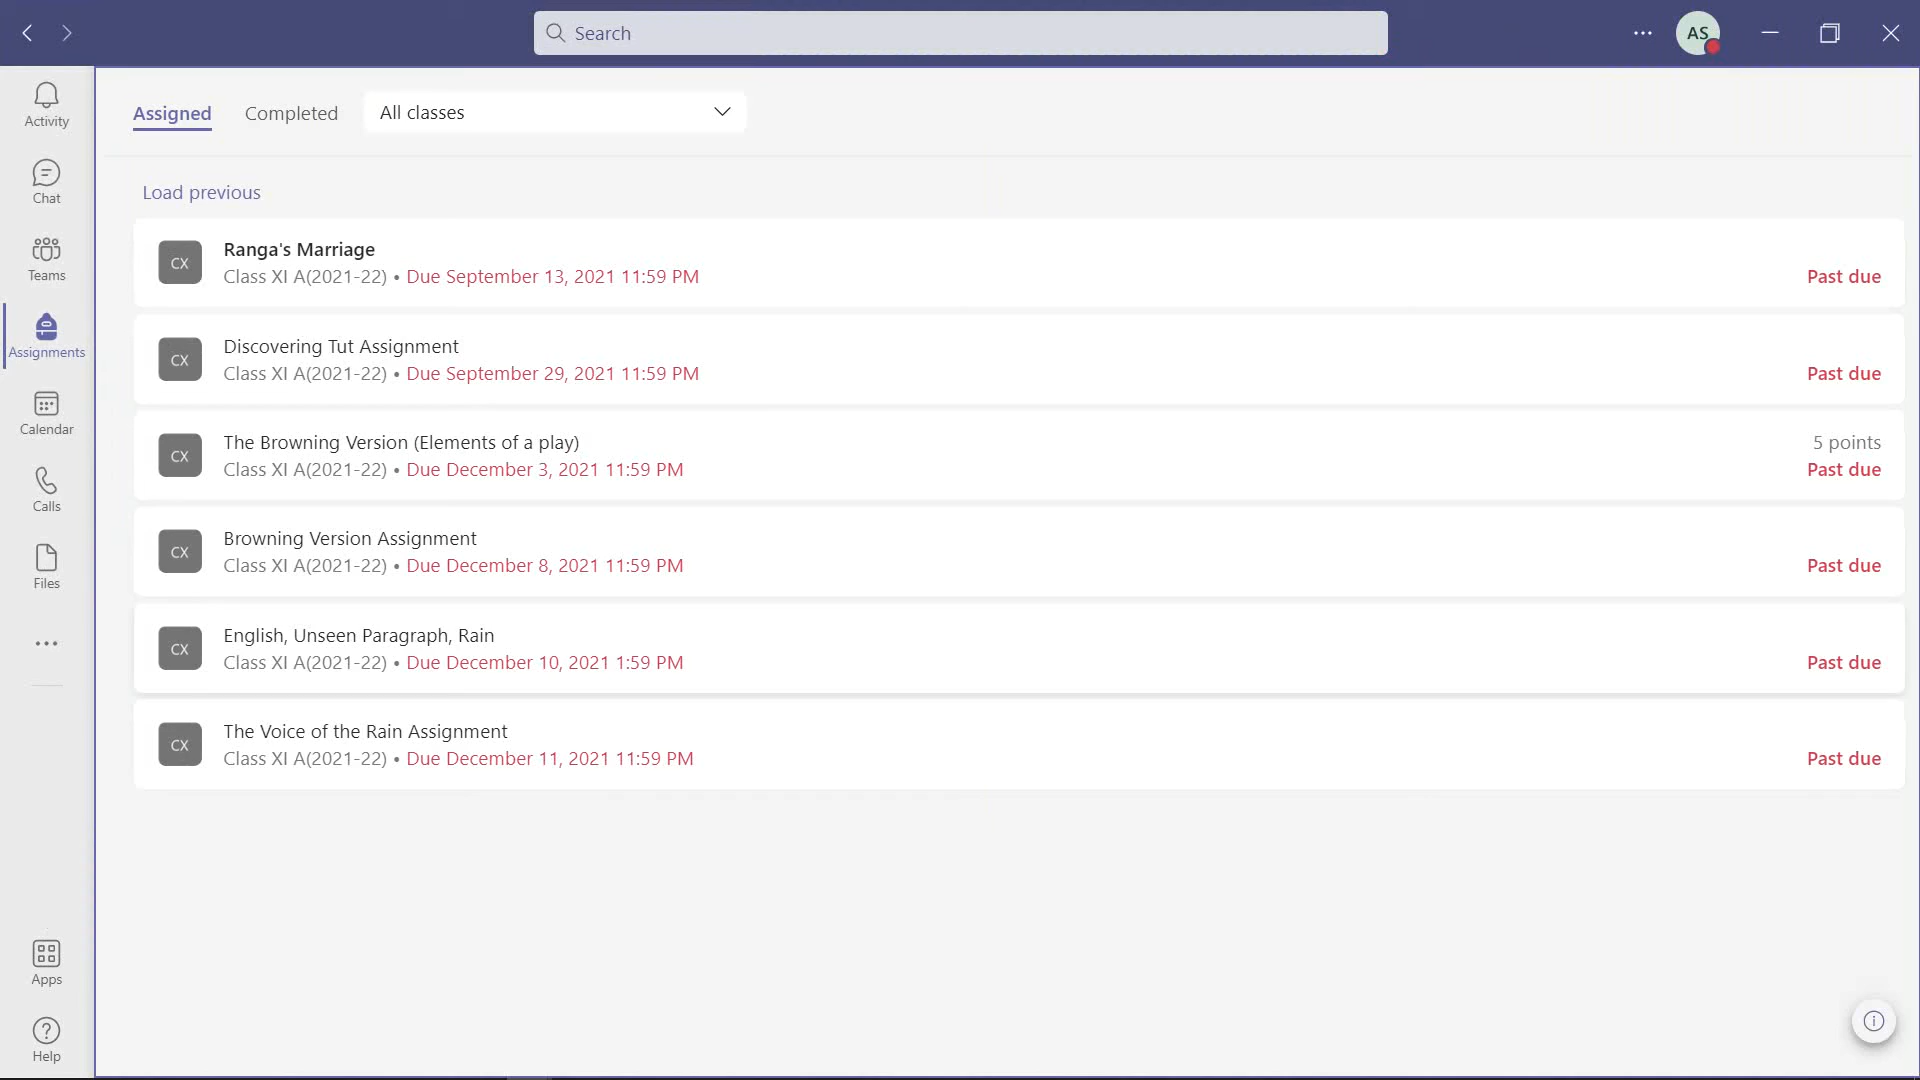 Search
AS
Activity
Chat
Teams
Assignments
Calendar
Calls
Files
Apps
Help
Assigned
Completed
All classes
Load previous
CX
Ranga's Marriage
Class XI A(2021-22) • Due September 13, 2021 11:59 PM
Past due
CX
Discovering Tut Assignment
Class XI A(2021-22) • Due September 29, 2021 11:59 PM
Past due
CX
The Browning Version (Elements of a play)
5 points
Class XI A(2021-22) • Due December 3, 2021 11:59 PM
Past due
CX
Browning Version Assignment
Class XI A(2021-22) • Due December 8, 2021 11:59 PM
Past due
CX
English, Unseen Paragraph, Rain
Class XI A(2021-22) • Due December 10, 2021 1:59 PM
Past due
CX
The Voice of the Rain Assignment
Class XI A(2021-22) • Due December 11, 2021 11:59 PM
Past due